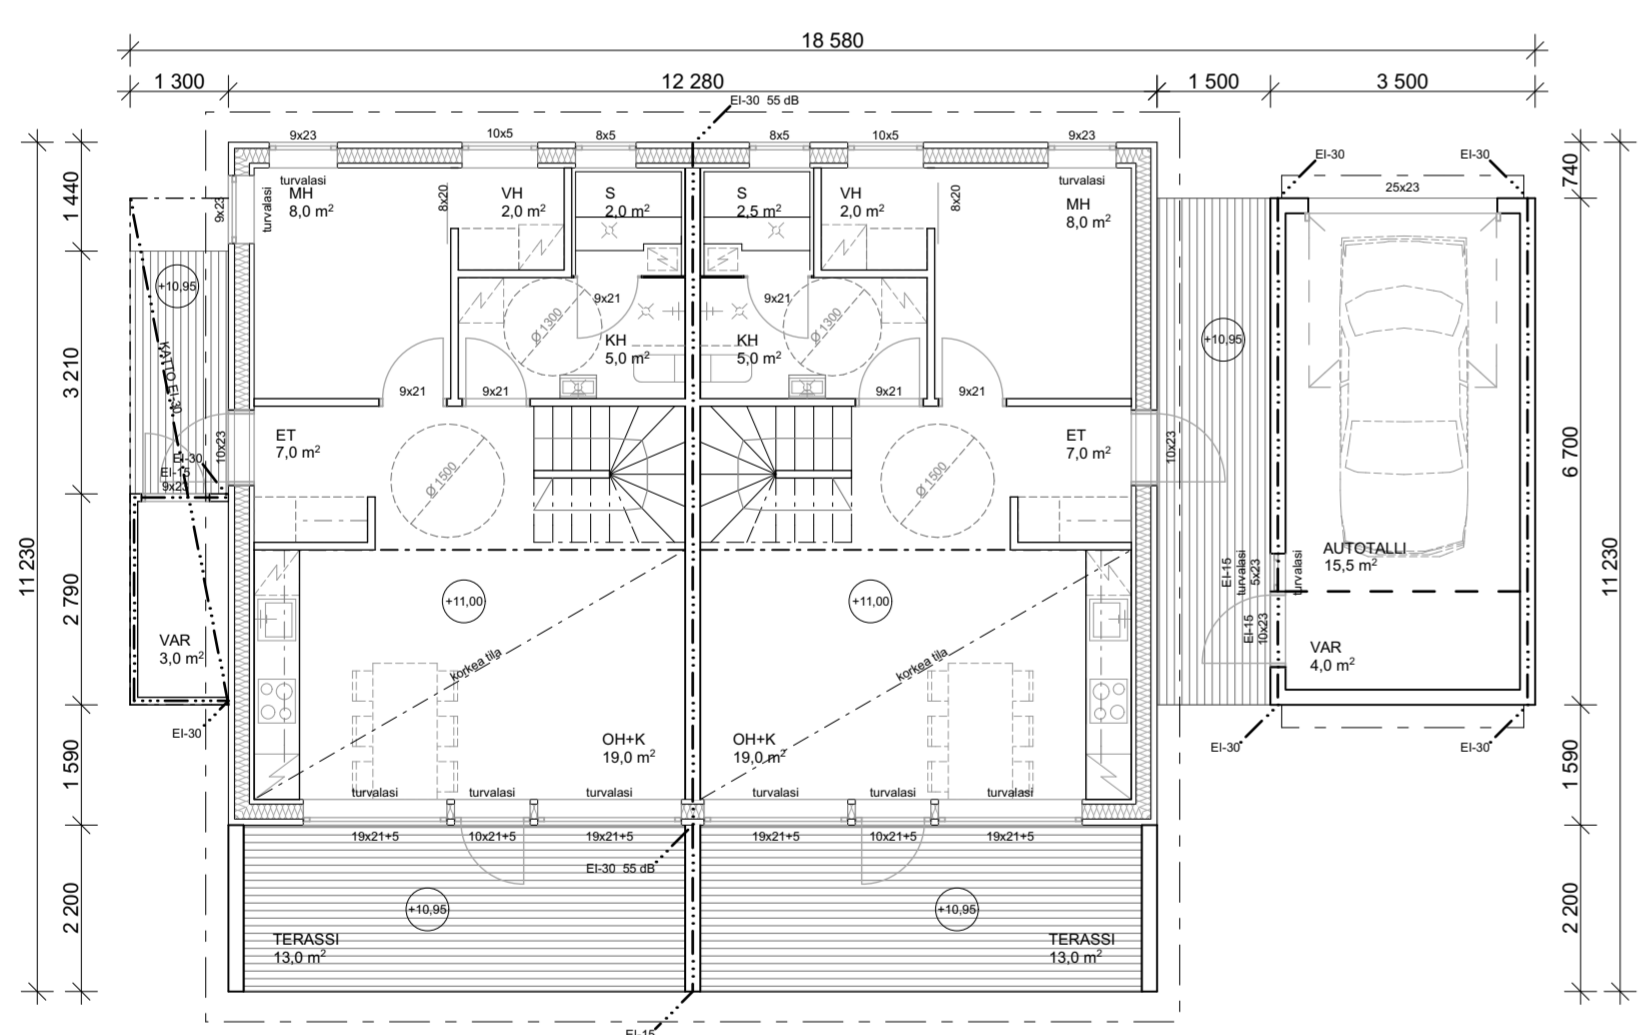 18 580
1 300
12 280
1 500
3 500
EI-30 55 dB
9x23
10x5
8x5
8x5
10x5
9x23
EI-30
EI-30
25x23
740
1 440
9x23
turvalasi
turvalasi
MH
8,0 m²
8x20
VH
2,0 m²
S
2,0 m²
S
2,5 m²
VH
2,0 m²
8x20
turvalasi
MH
8,0 m²
+10,95
KATTO EI-30
3 210
Ø 1300
9x21
KH
5,0 m²
9x21
KH
5,0 m²
Ø 1300
+10,95
9x21
9x21
9x21
9x21
ET
7,0 m²
10x23
EI-30
EI-15
9x23
Ø 1500
Ø 1500
ET
7,0 m²
10x23
6 700
11 230
2 790
+11,00
+11,00
EI-15
turvalasi
5x23
turvalasi
AUTOTALLI
15,5 m²
11 230
EI-15
10x23
VAR
3,0 m²
korkea tila
korkea tila
VAR
4,0 m²
EI-30
OH+K
19,0 m²
OH+K
19,0 m²
EI-30
EI-30
1 590
1 590
turvalasi
turvalasi
turvalasi
turvalasi
turvalasi
turvalasi
19x21+5
10x21+5
19x21+5
19x21+5
10x21+5
19x21+5
EI-30 55 dB
2 200
+10,95
+10,95
2 200
TERASSI
13,0 m²
TERASSI
13,0 m²
EI-15